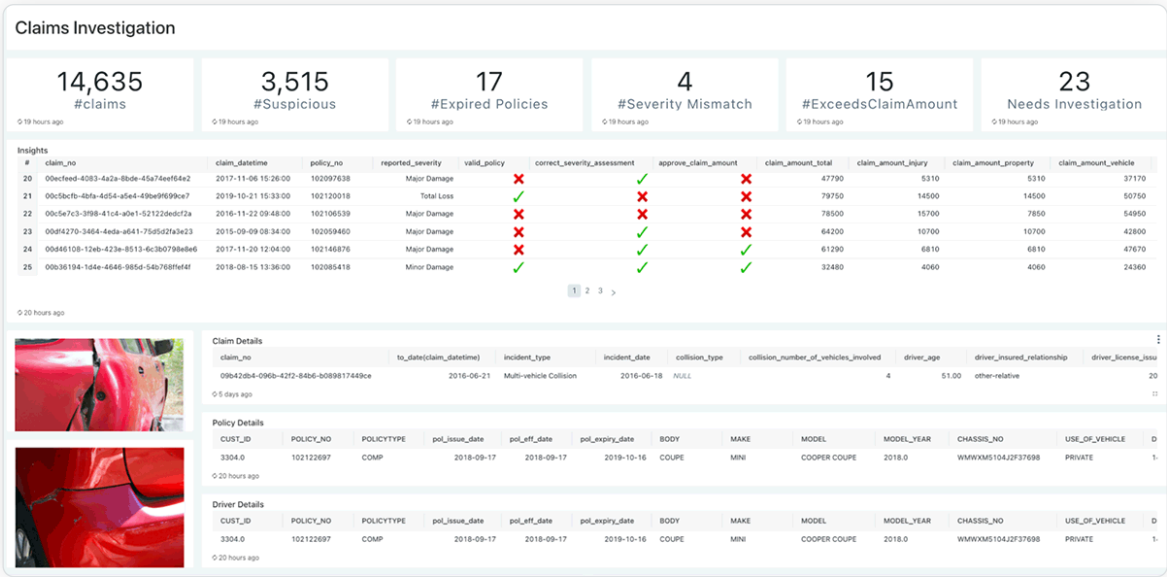 Claims Investigation
14,635 3,515 17 4 15 23
#claims #Suspicious #Expired Policies #Severity Mismatch #ExceedsClaimAmount Needs Investigation
19 hours ago 19 hours ago 19 hours ago 19 hours ago 19 hours ago 19 hours ago
Insights
# claim_no claim_datetime policy_no reported_severity valid_policy correct_severity_assessment approve_claim_amount claim_amount_total claim_amount_injury claim_amount_property claim_amount_vehicle
20 00ecfeed-4083-4a2a-8bde-45a74eef64e2 2017-11-06 15:26:00 102097638 Major Damage ❌ ✓ ❌ 47790 5310 5310 37170
21 00c5bcfb-4bfa-4d54-a5e4-49be9f699ce7 2019-10-21 15:33:00 102120018 Total Loss ✓ ❌ ❌ 79750 14500 14500 50750
22 00c5e7c3-3f98-41c4-a0e1-52122dedcf2a 2016-11-22 09:48:00 102106539 Major Damage ❌ ❌ ❌ 78500 15700 7850 54950
23 00df4270-3464-4eda-a641-75d5d2fa3e23 2015-09-09 08:34:00 102059460 Major Damage ❌ ✓ ❌ 64200 10700 10700 42800
24 00d46108-12eb-423e-8513-6c3b0798e8e6 2017-11-20 12:04:00 102146876 Major Damage ❌ ✓ ✓ 61290 6810 6810 47670
25 00b36194-1d4e-4646-985d-54b768ffef4f 2018-08-15 13:36:00 102085418 Minor Damage ✓ ✓ ✓ 32480 4060 4060 24360
1 2 3 >
20 hours ago
Claim Details
claim_no to_date(claim_datetime) incident_type incident_date collision_type collision_number_of_vehicles_involved driver_age driver_insured_relationship driver_license_issu
09b42db4-096b-42f2-84b6-b089817449ce 2016-06-21 Multi-vehicle Collision 2016-06-18 NULL 4 51.00 other-relative 20
5 days ago
Policy Details
CUST_ID POLICY_NO POLICYTYPE pol_issue_date pol_eff_date pol_expiry_date BODY MAKE MODEL MODEL_YEAR CHASSIS_NO USE_OF_VEHICLE D
3304.0 102122697 COMP 2018-09-17 2018-09-17 2019-10-16 COUPE MINI COOPER COUPE 2018.0 WMWXM5104J2F37698 PRIVATE 1-
20 hours ago
Driver Details
CUST_ID POLICY_NO POLICYTYPE pol_issue_date pol_eff_date pol_expiry_date BODY MAKE MODEL MODEL_YEAR CHASSIS_NO USE_OF_VEHICLE D
3304.0 102122697 COMP 2018-09-17 2018-09-17 2019-10-16 COUPE MINI COOPER COUPE 2018.0 WMWXM5104J2F37698 PRIVATE 1-
20 hours ago